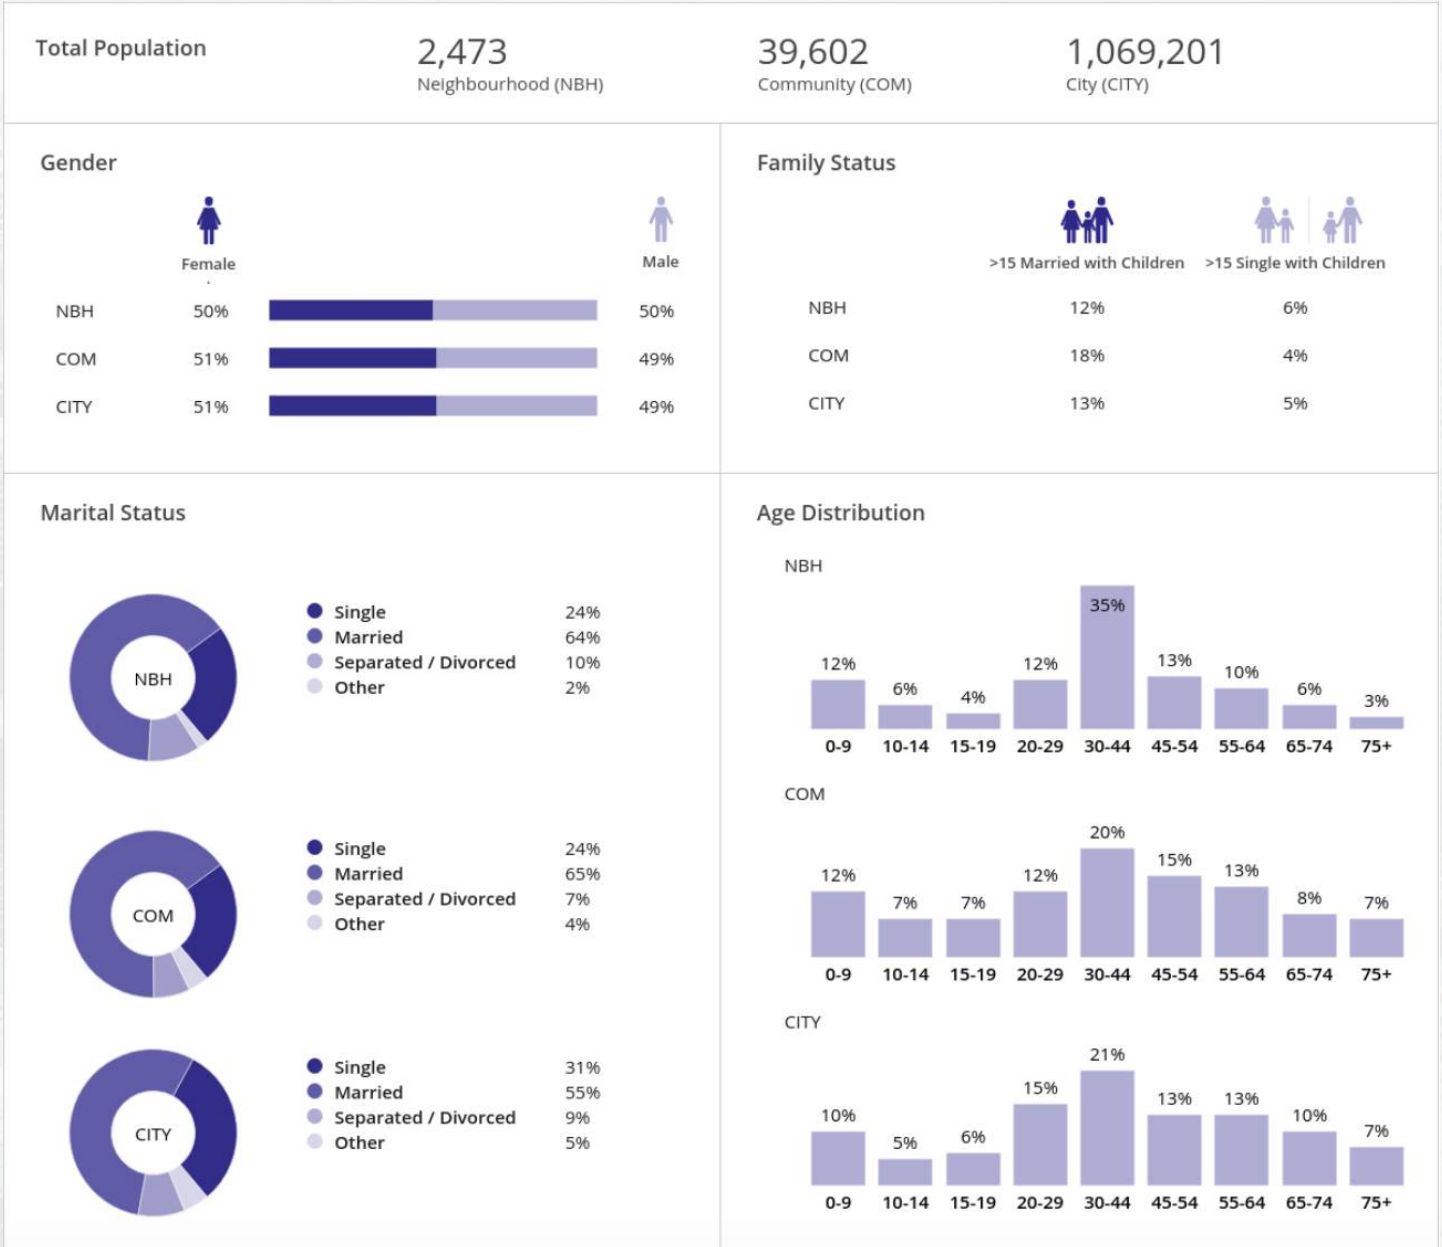 Total Population
2,473
Neighbourhood (NBH)
39,602
Community (COM)
1,069,201
City (CITY)
Gender
Female
Male
NBH 50% 50%
COM 51% 49%
CITY 51% 49%
Family Status
>15 Married with Children
>15 Single with Children
NBH 12% 6%
COM 18% 4%
CITY 13% 5%
Marital Status
NBH
Single 24%
Married 64%
Separated / Divorced 10%
Other 2%
COM
Single 24%
Married 65%
Separated / Divorced 7%
Other 4%
CITY
Single 31%
Married 55%
Separated / Divorced 9%
Other 5%
Age Distribution
NBH
12% 6% 4% 12% 35% 13% 10% 6% 3%
0-9 10-14 15-19 20-29 30-44 45-54 55-64 65-74 75+
COM
12% 7% 7% 12% 20% 15% 13% 8% 7%
0-9 10-14 15-19 20-29 30-44 45-54 55-64 65-74 75+
CITY
10% 5% 6% 15% 21% 13% 13% 10% 7%
0-9 10-14 15-19 20-29 30-44 45-54 55-64 65-74 75+